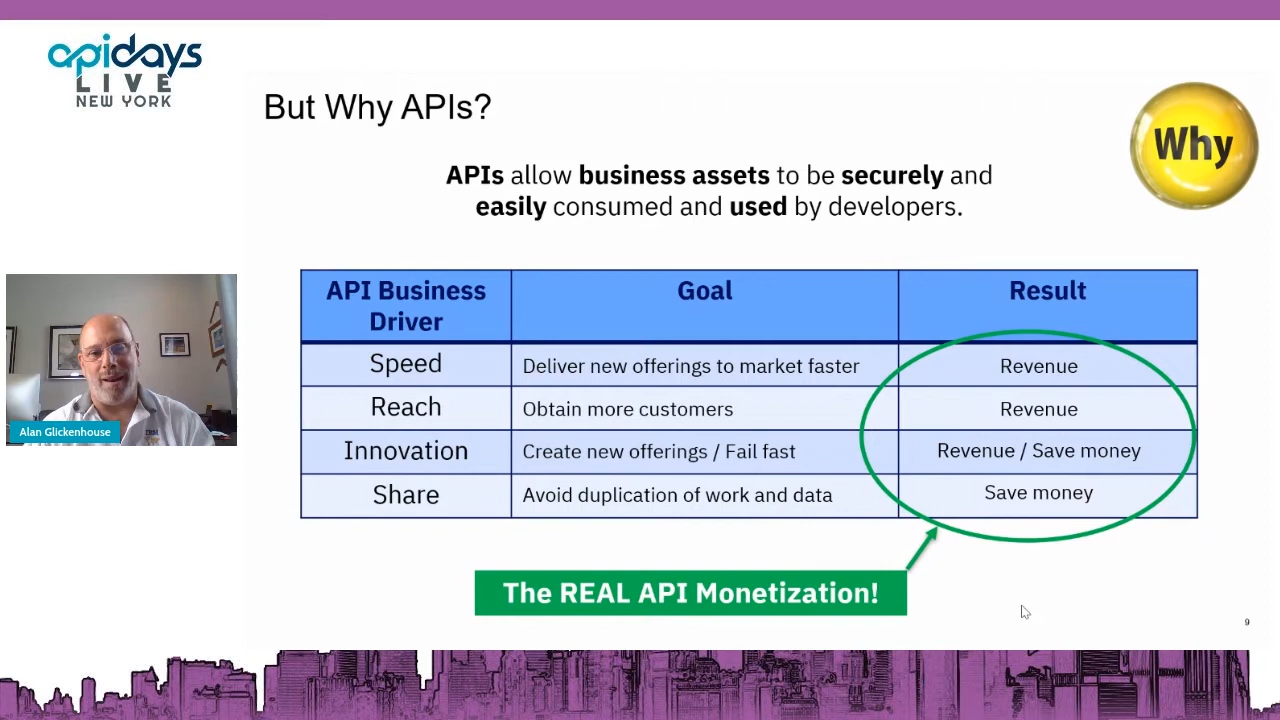 apidays
LIVE
NEW YORK
But Why APIs?
Why
APIs allow business assets to be securely and
easily consumed and used by developers.
API Business Driver
Goal
Result
Speed
Deliver new offerings to market faster
Revenue
Reach
Obtain more customers
Revenue
Innovation
Create new offerings / Fail fast
Revenue / Save money
Share
Avoid duplication of work and data
Save money
Alan Glickenhouse
IBM
The REAL API Monetization!
9